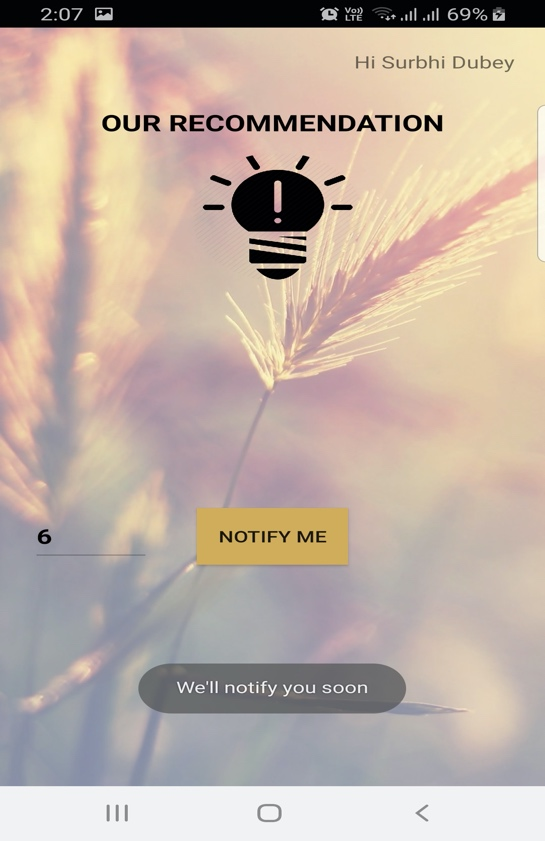 2:07 Vo)) LTE 69%
Hi Surbhi Dubey
OUR RECOMMENDATION
!
6
NOTIFY ME
We'll notify you soon